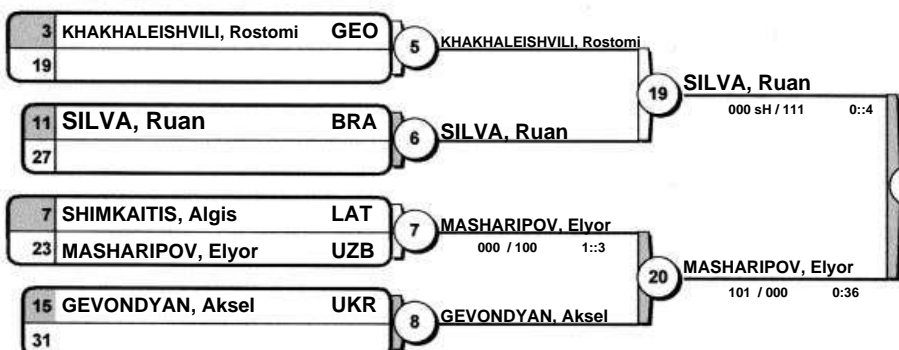 3 KHAKHALEISHVILI, Rostomi GEO
19
5
KHAKHALEISHVILI, Rostomi
11 SILVA, Ruan BRA
27
6
SILVA, Ruan
19
SILVA, Ruan
000 sH / 111 0::4
7 SHIMKAITIS, Algis LAT
23 MASHARIPOV, Elyor UZB
7
MASHARIPOV, Elyor
000 / 100 1::3
15 GEVONDYAN, Aksel UKR
31
8
GEVONDYAN, Aksel
20
MASHARIPOV, Elyor
101 / 000 0:36